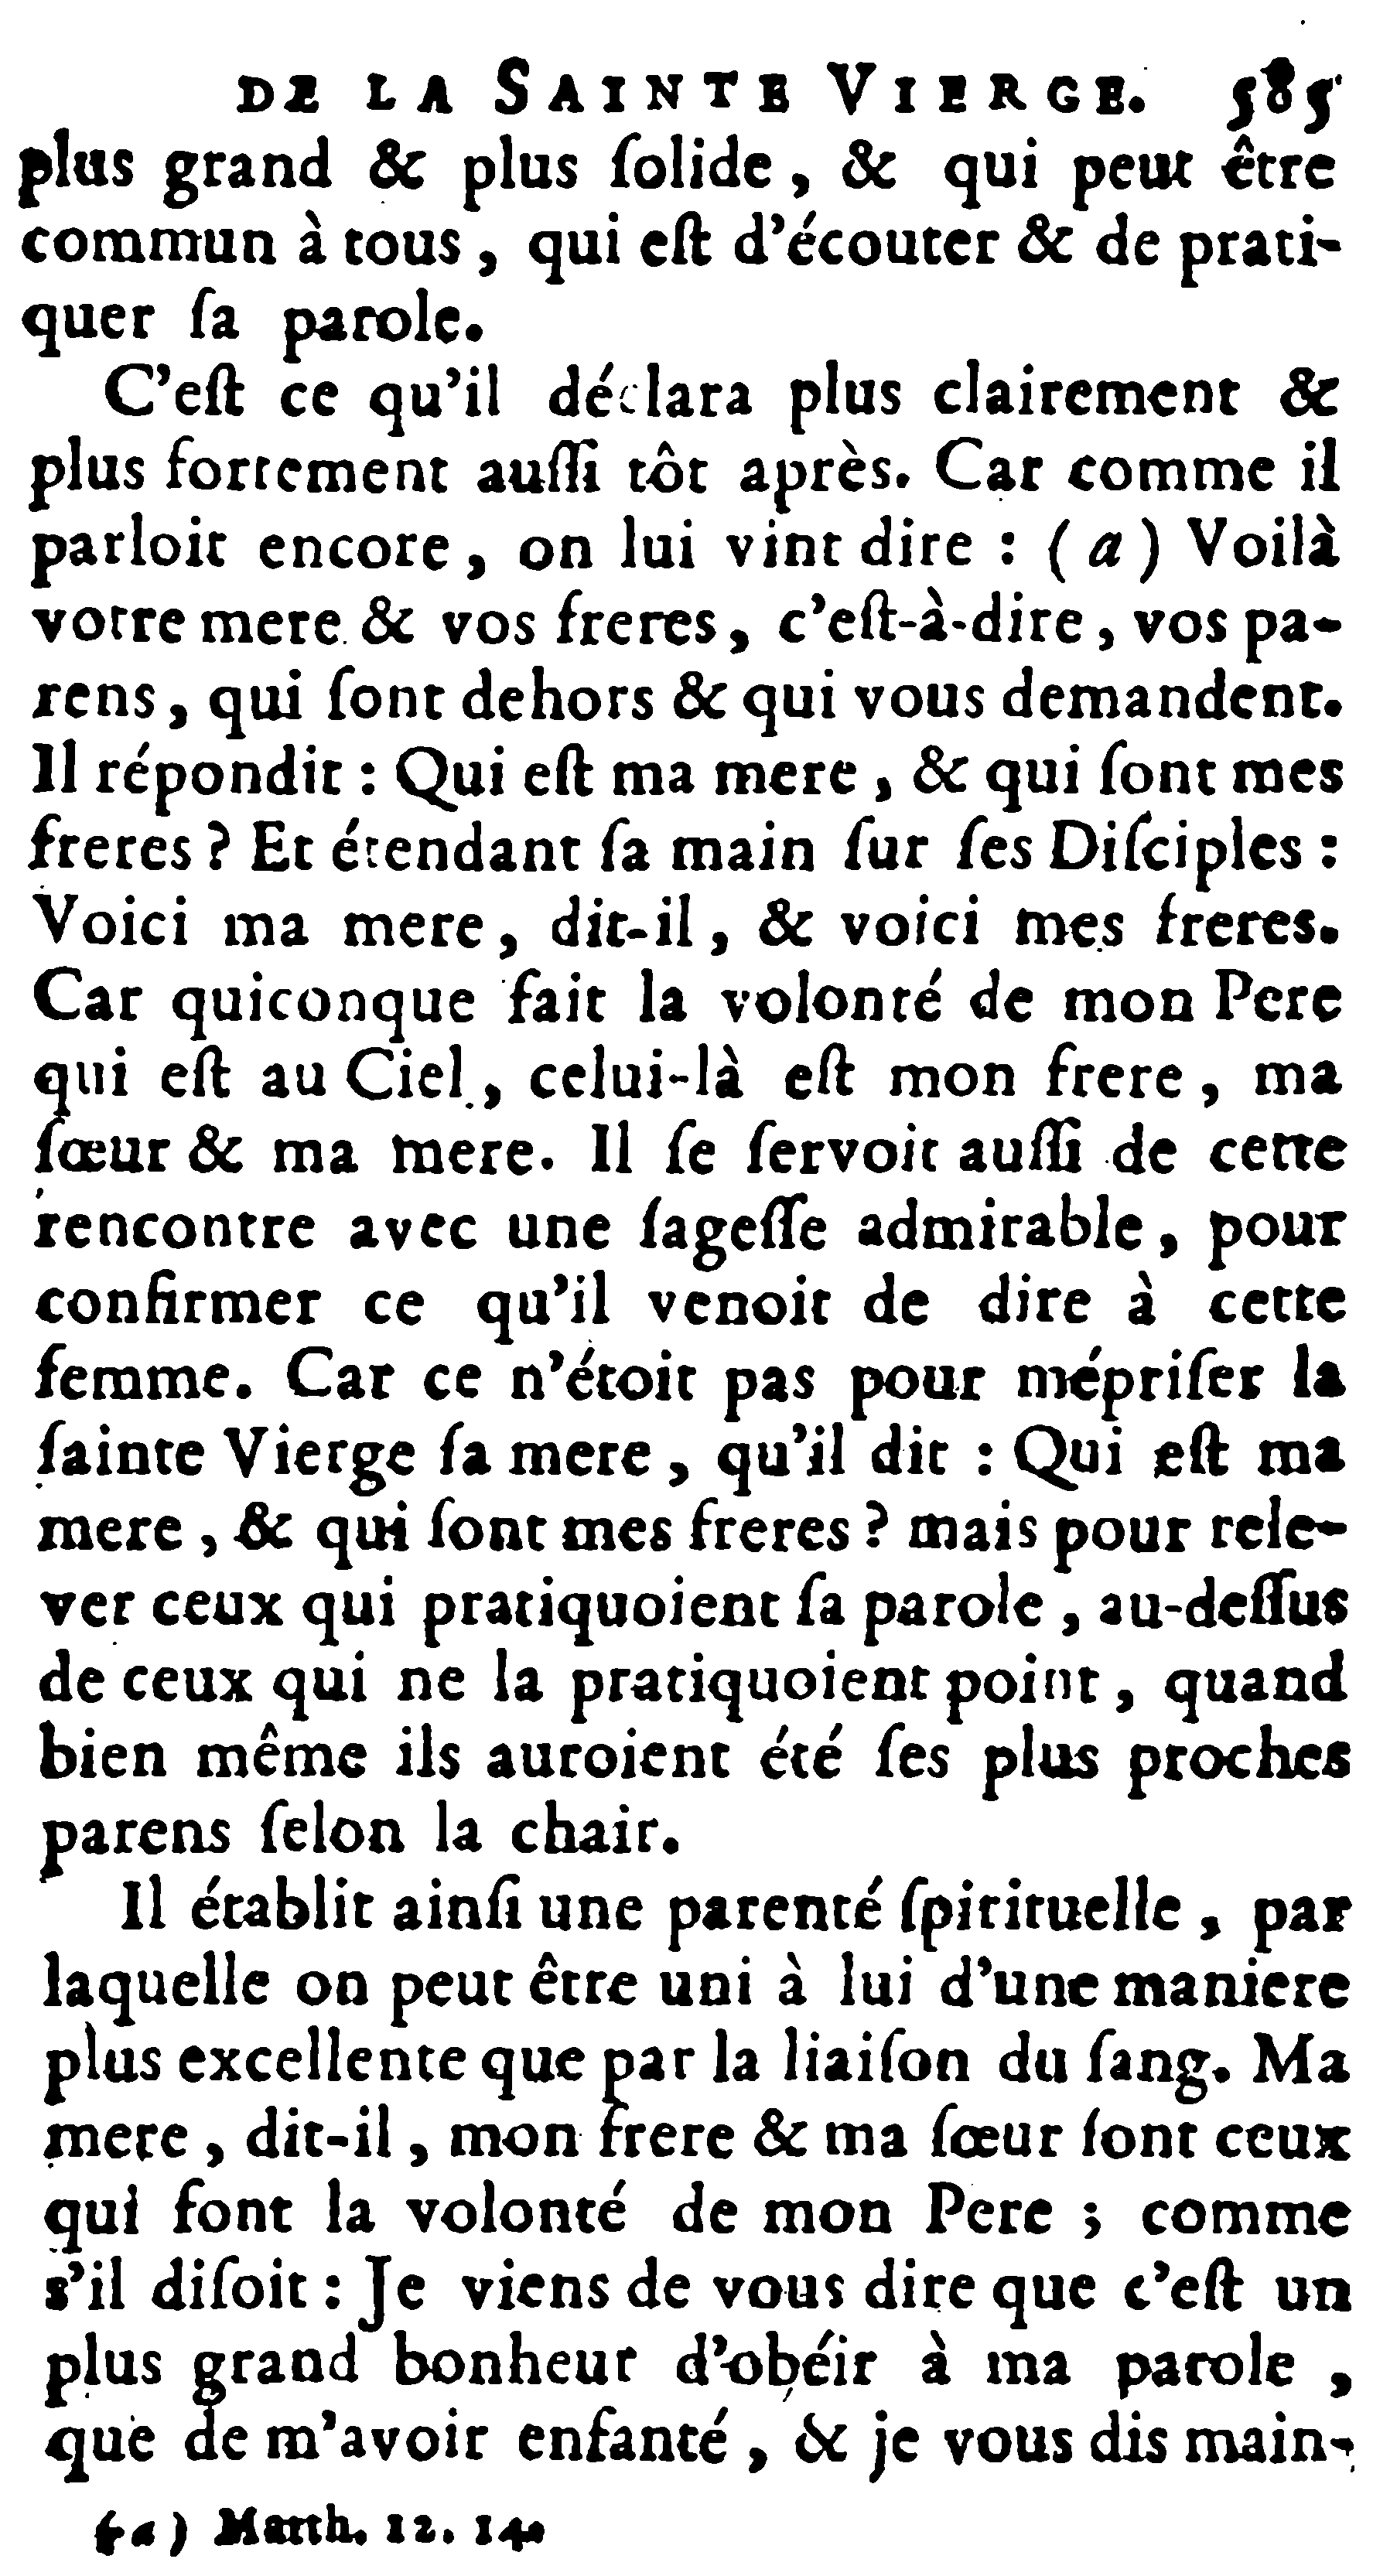 DE LA SAINTE VIERGE. 585
plus grand & plus ſolide, & qui peut être
commun à tous, qui eſt d'écouter & de prati-
quer ſa parole.
C'eſt ce qu'il déclara plus clairement &
plus fortement auſſi tôt après. Car comme il
parloit encore, on lui vint dire : (a) Voilà
votre mere & vos freres, c'eſt-à-dire, vos pa-
rens, qui ſont dehors & qui vous demandent.
Il répondit : Qui eſt ma mere, & qui ſont mes
freres ? Et étendant ſa main ſur ſes Diſciples :
Voici ma mere, dit-il, & voici mes freres.
Car quiconque fait la volonté de mon Pere
qui eſt au Ciel, celui-là eſt mon frere, ma
ſœur & ma mere. Il ſe ſervoit auſſi de cette
rencontre avec une ſageſſe admirable, pour
confirmer ce qu'il venoit de dire à cette
femme. Car ce n'étoit pas pour mépriſer la
ſainte Vierge ſa mere, qu'il dit : Qui eſt ma
mere, & qui ſont mes freres ? mais pour rele-
ver ceux qui pratiquoient ſa parole, au-deſſus
de ceux qui ne la pratiquoient point, quand
bien même ils auroient été ſes plus proches
parens ſelon la chair.
Il établit ainſi une parenté ſpirituelle, par
laquelle on peut être uni à lui d'une maniere
plus excellente que par la liaiſon du ſang. Ma
mere, dit-il, mon frere & ma ſœur ſont ceux
qui font la volonté de mon Pere ; comme
s'il diſoit : Je viens de vous dire que c'eſt un
plus grand bonheur d'obéir à ma parole,
que de m'avoir enfanté, & je vous dis main-
(a) Matth. 12. 14.